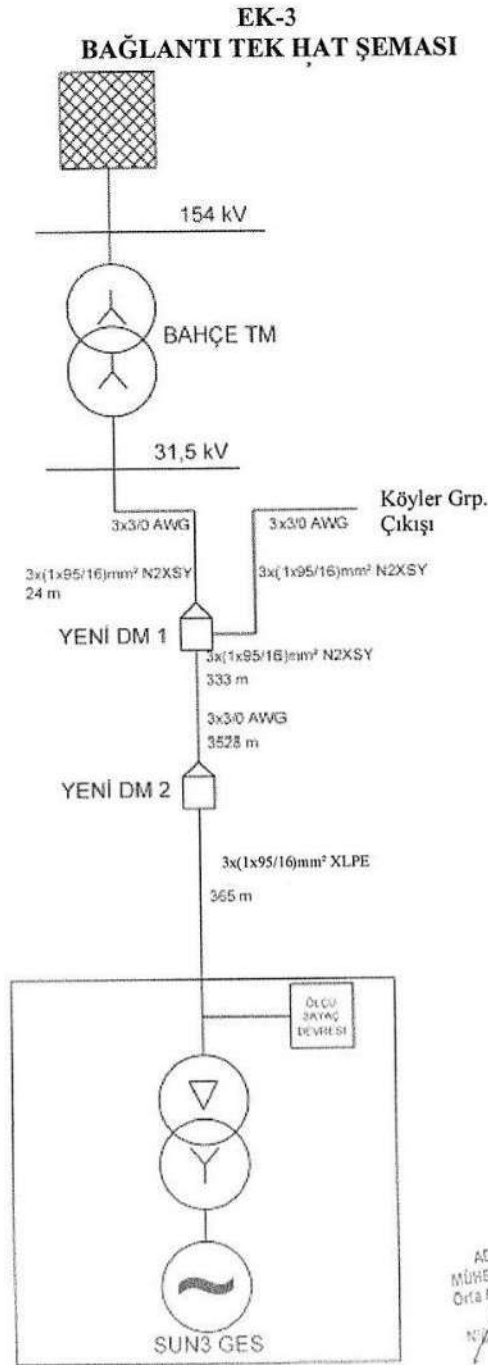 EK-3
BAĞLANTI TEK HAT ŞEMASI
154 kV
BAHÇE TM
31,5 kV
3x3/0 AWG
3x3/0 AWG
Köyler Grp.
Çıkışı
3x(1x95/16)mm² N2XSY
24 m
3x(1x95/16)mm² N2XSY
YENİ DM 1
3x(1x95/16)mm² N2XSY
333 m
3x3/0 AWG
3528 m
YENİ DM 2
3x(1x95/16)mm² XLPE
365 m
ÖLÇÜ
SAYAÇ
DEVRESİ
SUN3 GES
MÜHE
Orta